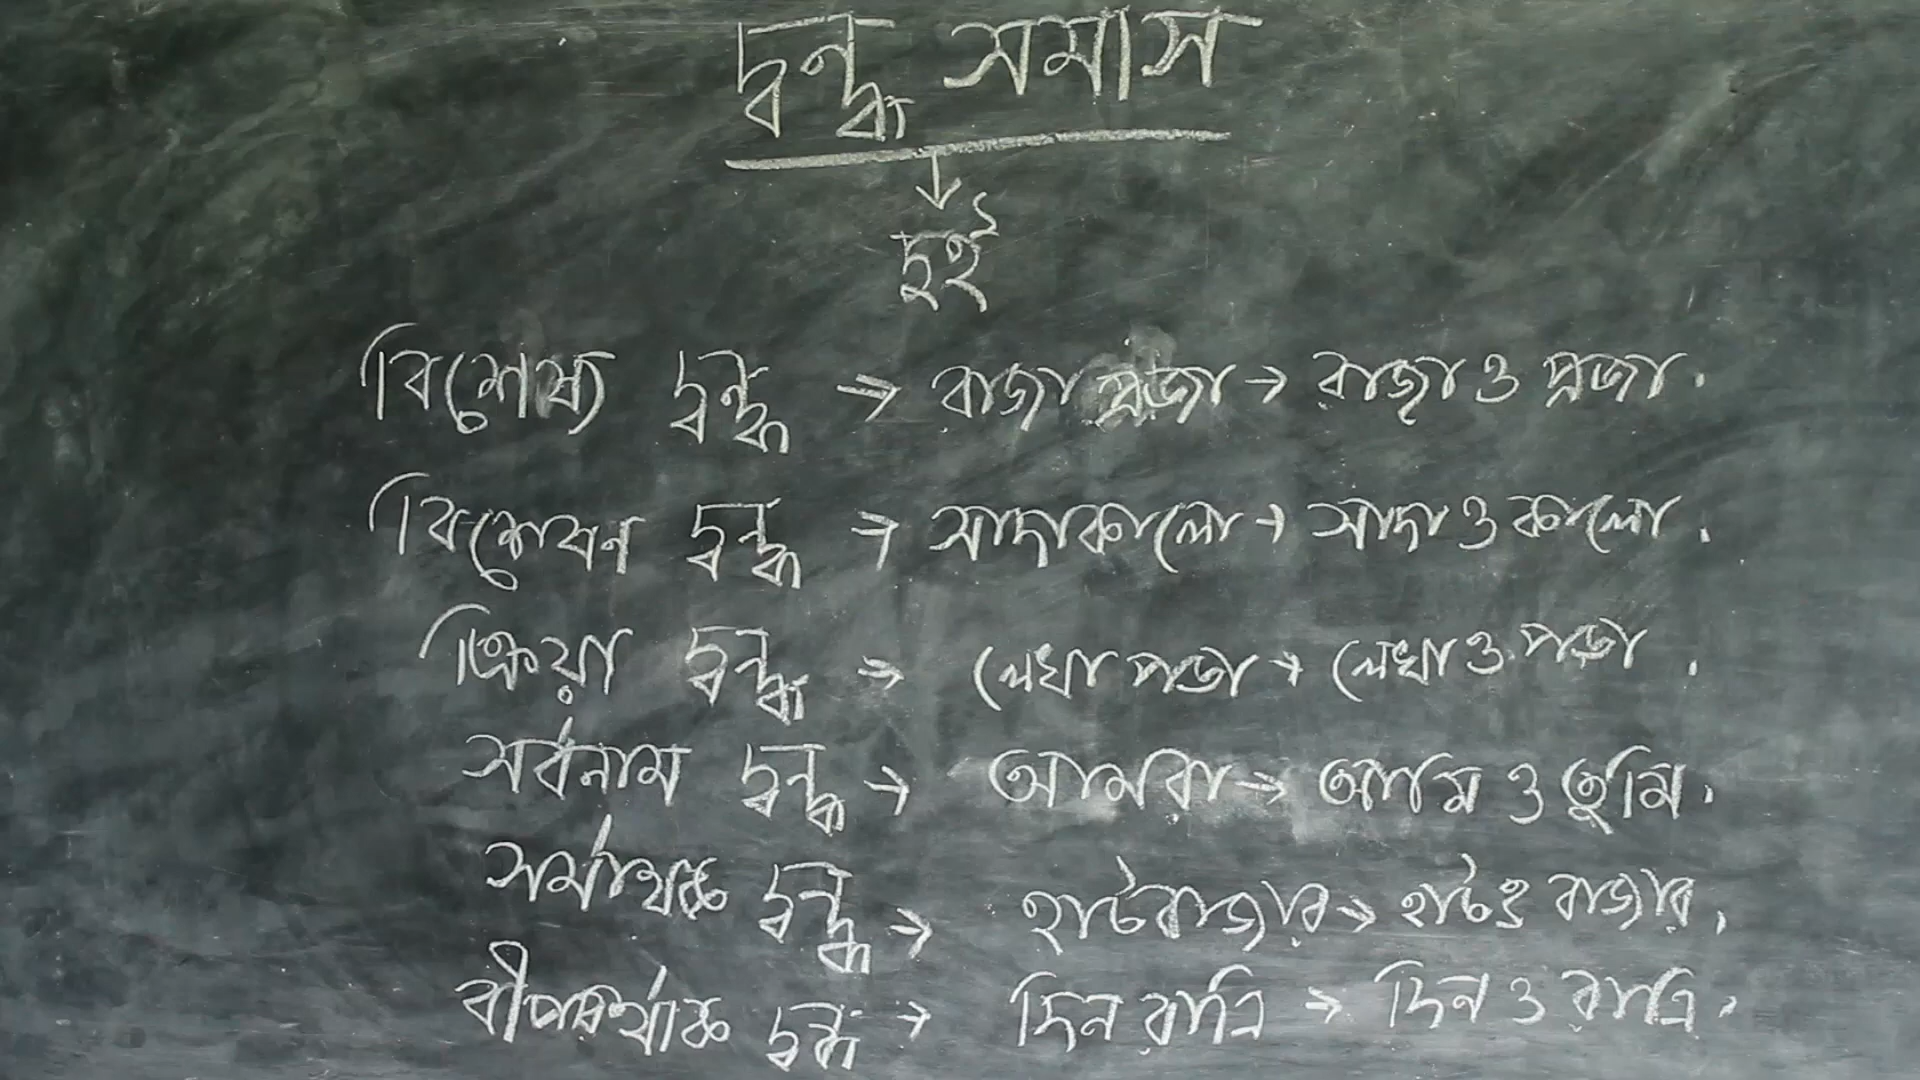 দ্বন্দ্ব সমাস
↓
দুই
বিশেষ্য দ্বন্দ্ব → রাজা প্রজা → রাজা ও প্রজা.
বিশেষণ দ্বন্দ্ব → সাদাকালো → সাদা ও কালো.
ক্রিয়া দ্বন্দ্ব → লেখা পড়া → লেখা ও পড়া.
সর্বনাম দ্বন্দ্ব → আমরা → আমি ও তুমি.
সমার্থক দ্বন্দ্ব → হাটবাজার → হাট ও বাজার.
বীপরীর্থাক দ্বন্দ্ব → দিন রাত্রি → দিন ও রাত্রি.